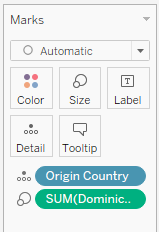 Marks
Automatic
Color Size Label
Detail Tooltip
Origin Country
SUM(Dominic..